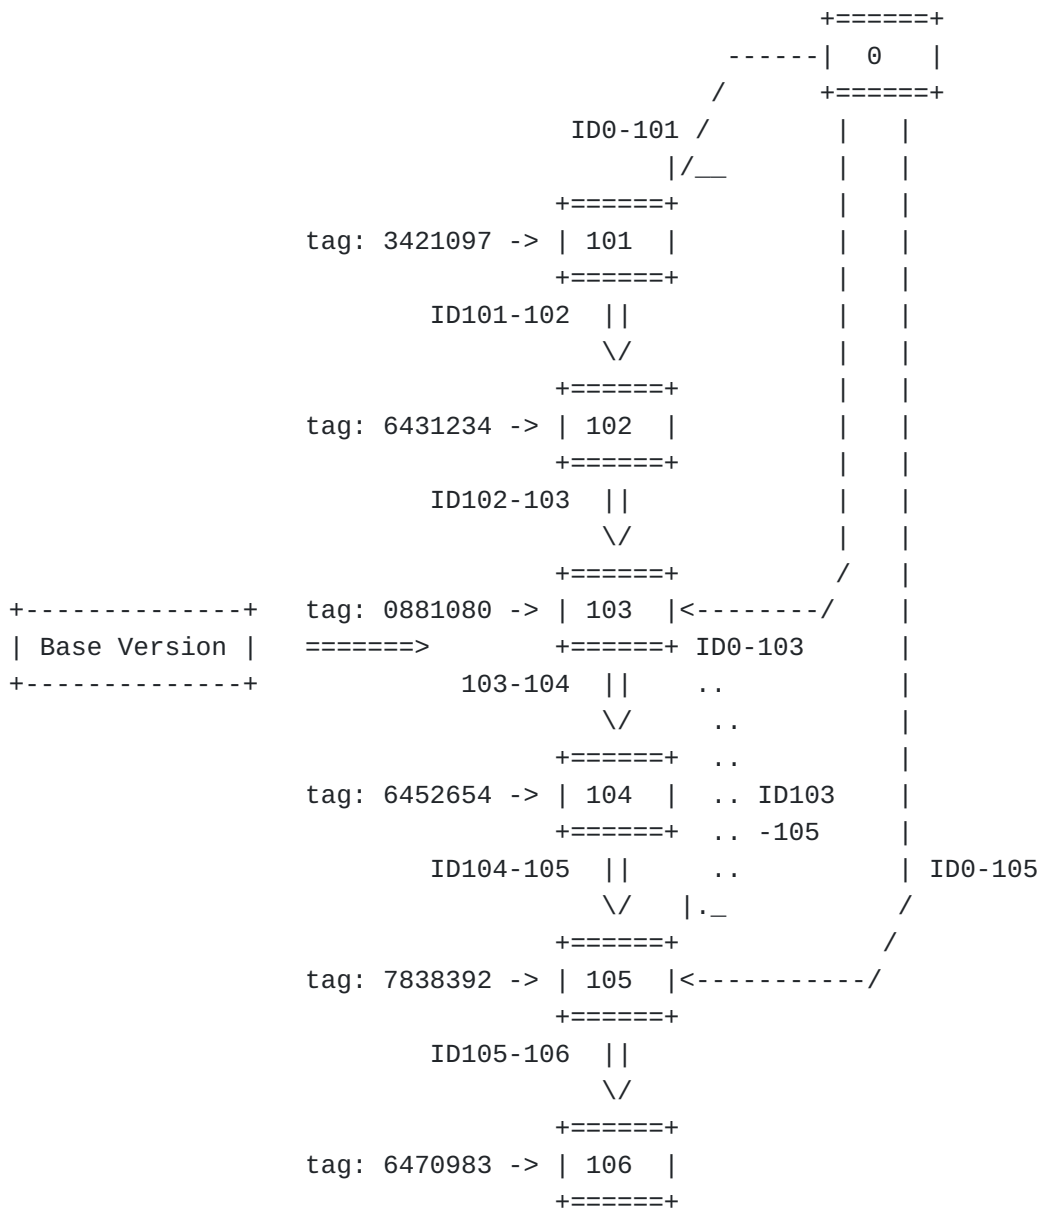 +======+
                                              ------|  0   |
                                             /      +======+
                                    ID0-101 /        |   |
                                          |/__       |   |
                                   +======+          |   |
                   tag: 3421097 -> | 101  |          |   |
                                   +======+          |   |
                           ID101-102  ||             |   |
                                      \/             |   |
                                   +======+          |   |
                   tag: 6431234 -> | 102  |          |   |
                                   +======+          |   |
                           ID102-103  ||             |   |
                                      \/             |   |
                                   +======+          /   |
+--------------+   tag: 0881080 -> | 103  |<--------/    |
| Base Version |   =======>        +======+ ID0-103      |
+--------------+             103-104  ||    ..           |
                                      \/     ..          |
                                   +======+  ..          |
                   tag: 6452654 -> | 104  |  .. ID103    |
                                   +======+  .. -105     |
                           ID104-105  ||     ..          | ID0-105
                                      \/   |._           /
                                   +======+             /
                   tag: 7838392 -> | 105  |<-----------/
                                   +======+
                           ID105-106  ||
                                      \/
                                   +======+
                   tag: 6470983 -> | 106  |
                                   +======+